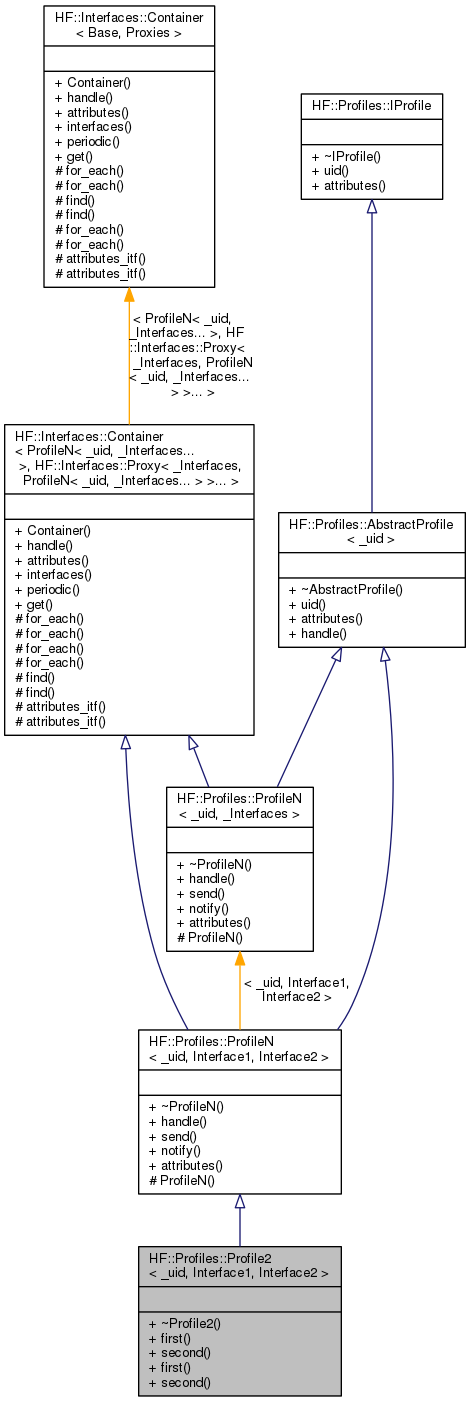 HF::Interfaces::Container
< Base, Proxies >
+ Container()
+ handle()
+ attributes()
+ interfaces()
+ periodic()
+ get()
# for_each()
# for_each()
# find()
# find()
# for_each()
# for_each()
# attributes_itf()
# attributes_itf()
HF::Profiles::IProfile
+ ~IProfile()
+ uid()
+ attributes()
< ProfileN< _uid,
_Interfaces... >, HF
::Interfaces::Proxy<
_Interfaces, ProfileN
< _uid, _Interfaces...
> >... >
HF::Interfaces::Container
< ProfileN< _uid, _Interfaces...
>, HF::Interfaces::Proxy< _Interfaces,
ProfileN< _uid, _Interfaces... > >... >
+ Container()
+ handle()
+ attributes()
+ interfaces()
+ periodic()
+ get()
# for_each()
# for_each()
# for_each()
# for_each()
# find()
# find()
# attributes_itf()
# attributes_itf()
HF::Profiles::AbstractProfile
< _uid >
+ ~AbstractProfile()
+ uid()
+ attributes()
+ handle()
HF::Profiles::ProfileN
< _uid, _Interfaces >
+ ~ProfileN()
+ handle()
+ send()
+ notify()
+ attributes()
# ProfileN()
< _uid, Interface1,
Interface2 >
HF::Profiles::ProfileN
< _uid, Interface1, Interface2 >
+ ~ProfileN()
+ handle()
+ send()
+ notify()
+ attributes()
# ProfileN()
HF::Profiles::Profile2
< _uid, Interface1, Interface2 >
+ ~Profile2()
+ first()
+ second()
+ first()
+ second()